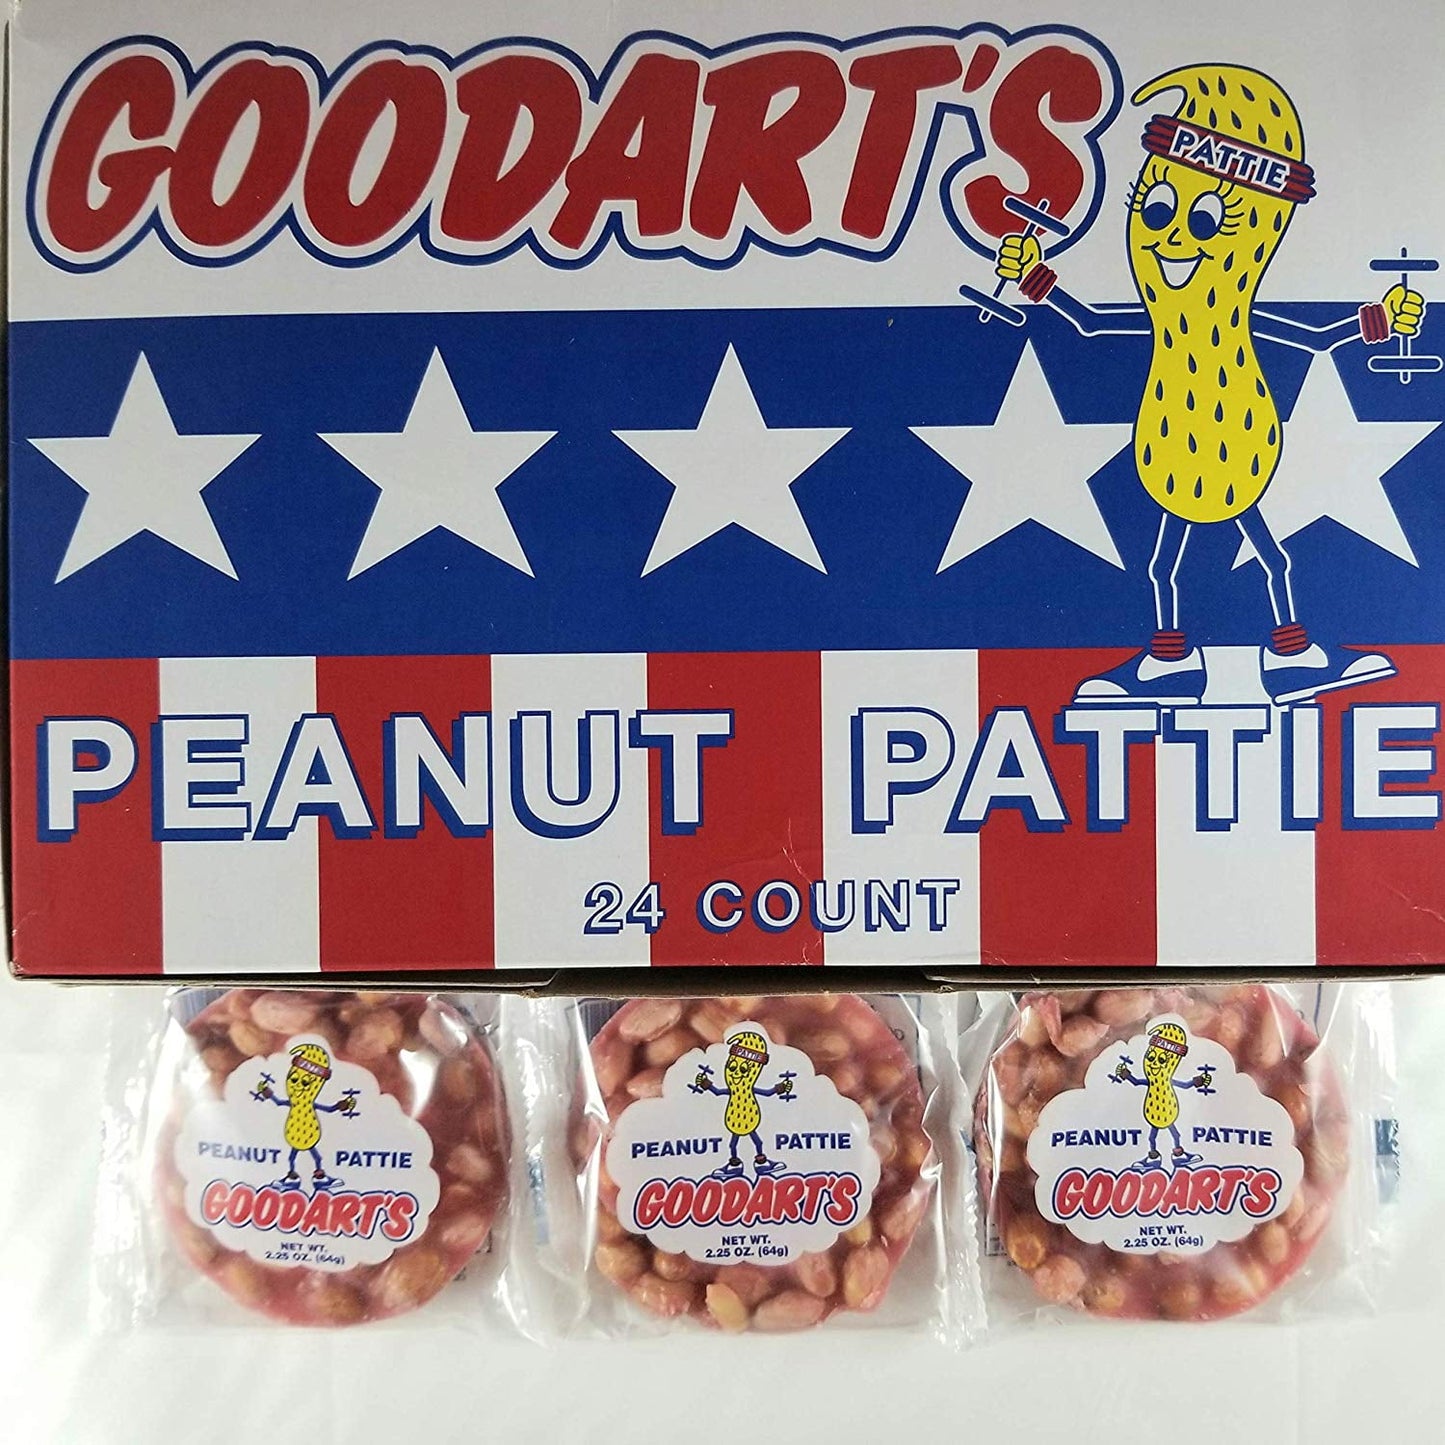 GOODART'S
PATTIE
PEANUT PATTIE
24 COUNT
PATTIE
PEANUT PATTIE
GOODART'S
NET WT.
2.25 OZ. (64g)
PATTIE
PEANUT PATTIE
GOODART'S
NET WT.
2.25 OZ. (64g)
PATTIE
PEANUT PATTIE
GOODART'S
NET WT.
2.25 OZ. (64g)